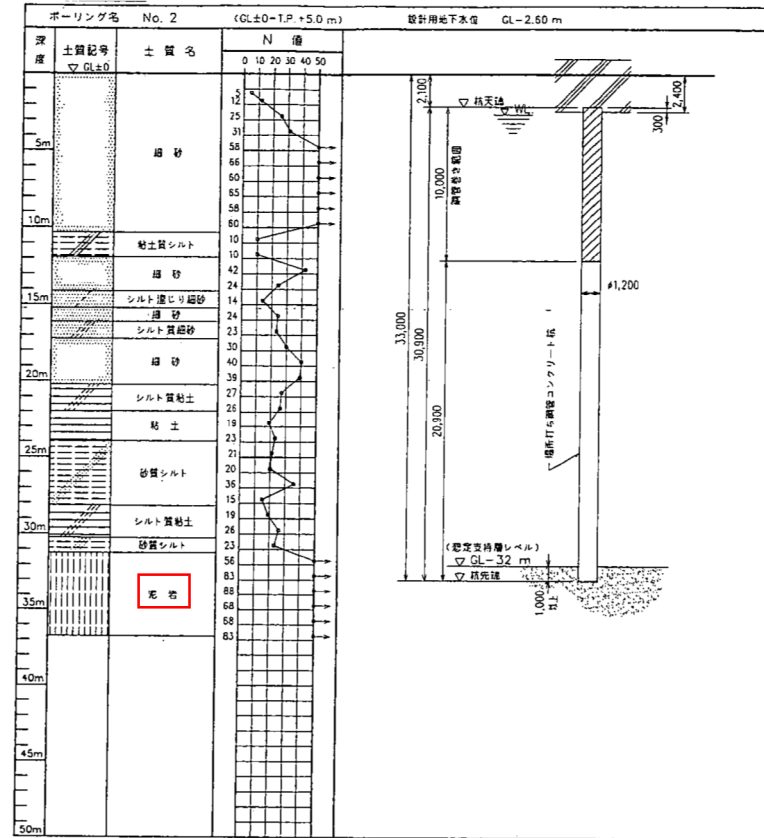 ボーリング名 No. 2 (GL±0-T.P.+5.0 m) 設計用地下水位 GL-2.60 m
深度 土質記号 土質名 N 値
▽ GL±0
0 10 20 30 40 50
5
12
25
31
5m 58
細砂
66
60
65
58
10m 60
粘土質シルト 10
10
細砂 42
24
15m シルト混じり細砂 14
細砂 24
シルト質細砂 23
30
細砂 40
20m 39
シルト質粘土 27
26
粘土 19
23
25m 21
砂質シルト 20
36
15
シルト質粘土 19
30m 26
砂質シルト 23
56
83
泥岩 88
35m 68
68
83
40m
45m
50m
2,100
▽ 杭天端
▽ WL
2,400
300
10,000
鋼管巻き範囲
ø1,200
33,000
30,900
20,900
場所打ち鋼管コンクリート杭
(想定支持層レベル)
▽ GL-32 m
▽ 杭先端
1,000
以上